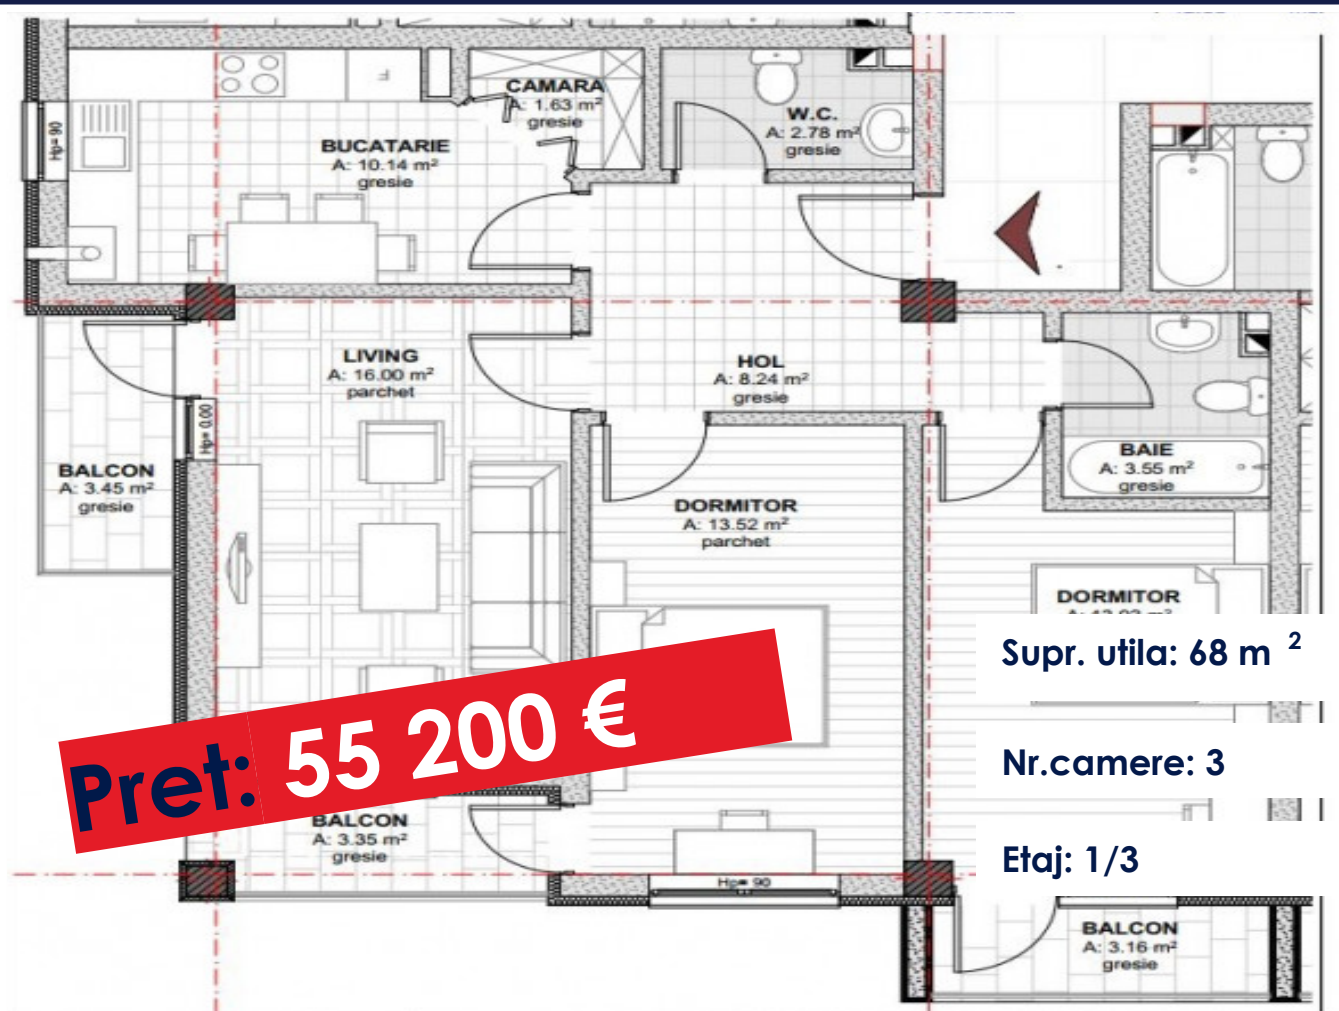 CAMARA
A: 1.63 m²
gresie
W.C.
A: 2.78 m²
gresie
BUCATARIE
A: 10.14 m²
gresie
Hp= 90
LIVING
A: 16.00 m²
parchet
HOL
A: 8.24 m²
gresie
Hp= 0.00
BALCON
A: 3.45 m²
gresie
BAIE
A: 3.55 m²
gresie
DORMITOR
A: 13.52 m²
parchet
DORMITOR
Supr. utila: 68 m ²
Pret: 55 200 €
Nr.camere: 3
BALCON
A: 3.35 m²
gresie
Etaj: 1/3
Hp= 90
BALCON
A: 3.16 m²
gresie